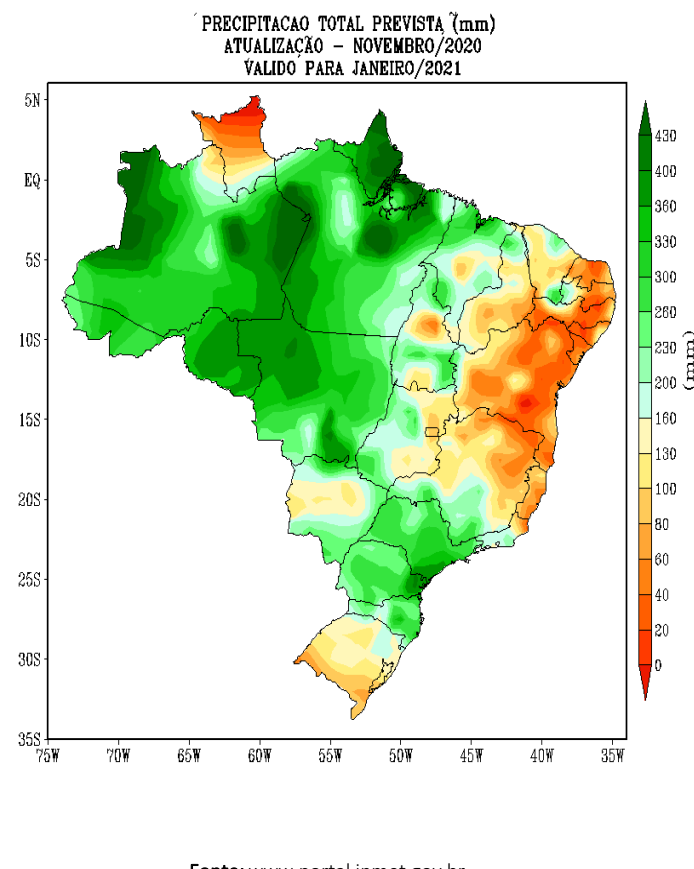 PRECIPITACAO TOTAL PREVISTA (mm)
ATUALIZAÇÃO – NOVEMBRO/2020
VALIDO PARA JANEIRO/2021
5N
EQ
5S
10S
15S
20S
25S
30S
35S
75W 70W 65W 60W 55W 50W 45W 40W 35W
430
390
360
330
300
260
230
200
160
130
100
80
60
40
20
0
(mm)